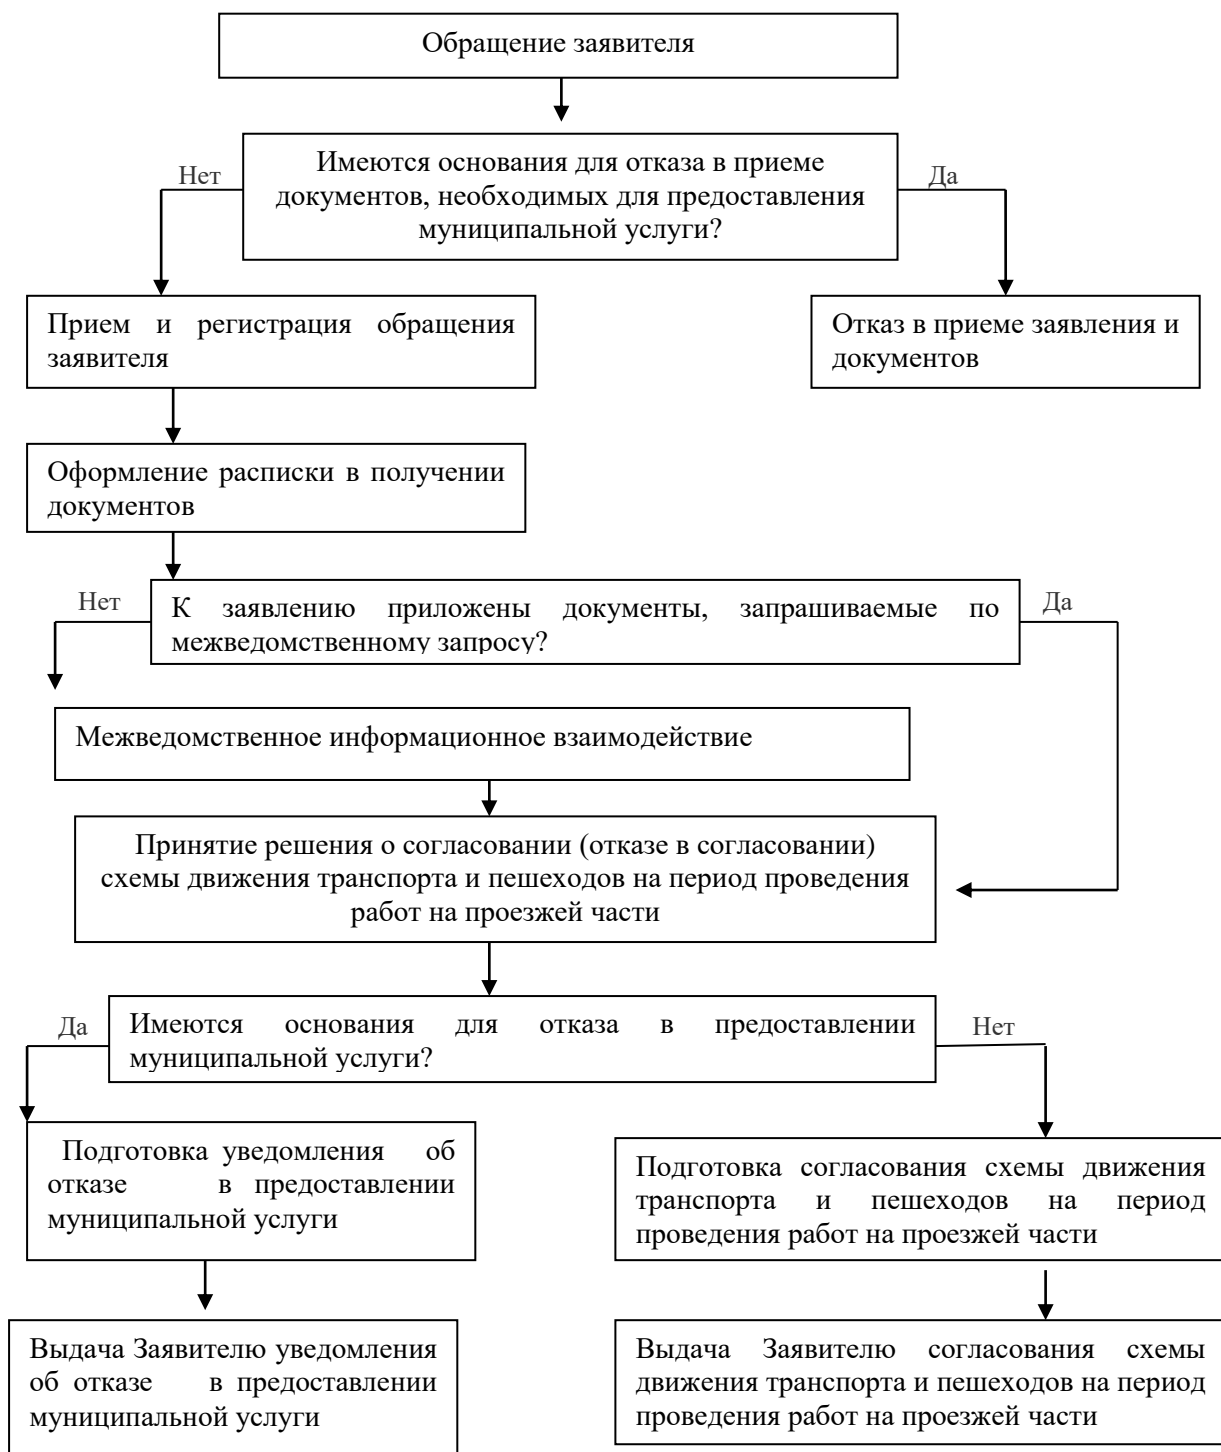 Обращение заявителя
Имеются основания для отказа в приеме
документов, необходимых для предоставления
муниципальной услуги?
Нет
Да
Прием и регистрация обращения
заявителя
Отказ в приеме заявления и
документов
Оформление расписки в получении
документов
Нет
К заявлению приложены документы, запрашиваемые по
межведомственному запросу?
Да
Межведомственное информационное взаимодействие
Принятие решения о согласовании (отказе в согласовании)
схемы движения транспорта и пешеходов на период проведения
работ на проезжей части
Да
Имеются основания для отказа в предоставлении
муниципальной услуги?
Нет
Подготовка уведомления об
отказе в предоставлении
муниципальной услуги
Подготовка согласования схемы движения
транспорта и пешеходов на период
проведения работ на проезжей части
Выдача Заявителю уведомления
об отказе в предоставлении
муниципальной услуги
Выдача Заявителю согласования схемы
движения транспорта и пешеходов на период
проведения работ на проезжей части